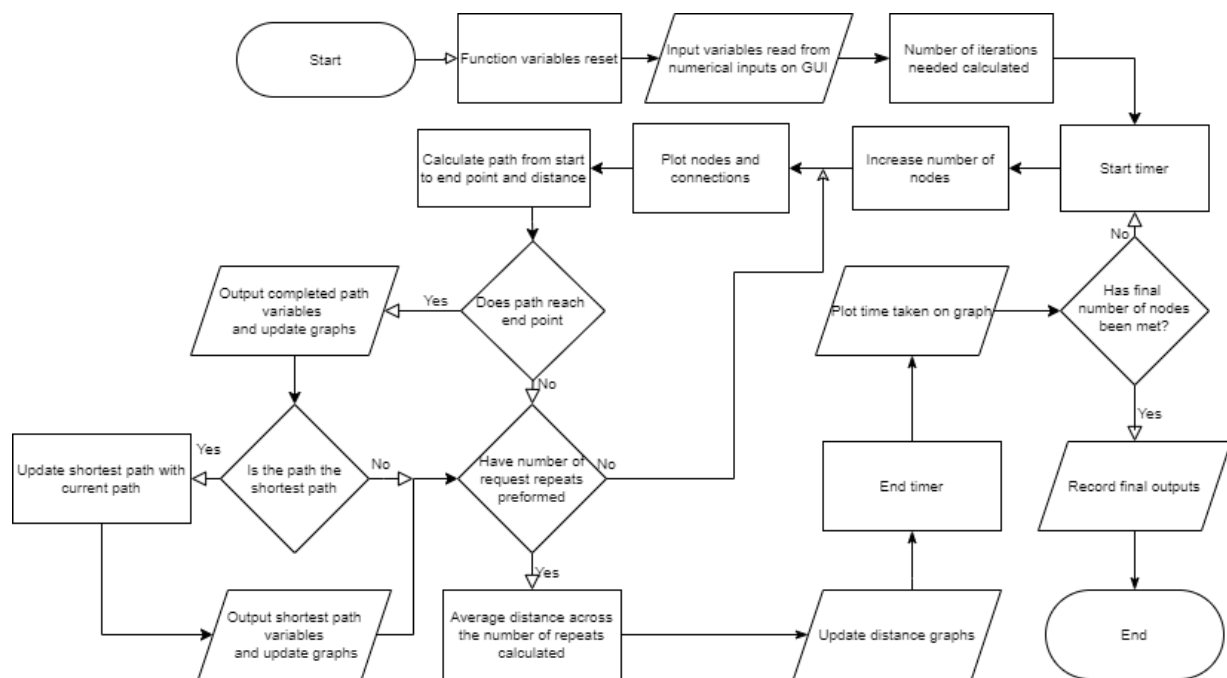 Start
Function variables reset
Input variables read from
numerical inputs on GUI
Number of iterations
needed calculated
Calculate path from start
to end point and distance
Plot nodes and
connections
Increase number of
nodes
Start timer
No
Output completed path
variables
and update graphs
Yes
Does path reach
end point
Plot time taken on graph
Has final
number of nodes
been met?
No
Yes
Update shortest path with
current path
Yes
Is the path the
shortest path
No
Have number of
request repeats
preformed
No
End timer
Record final outputs
Yes
Output shortest path
variables
and update graphs
Average distance across
the number of repeats
calculated
Update distance graphs
End